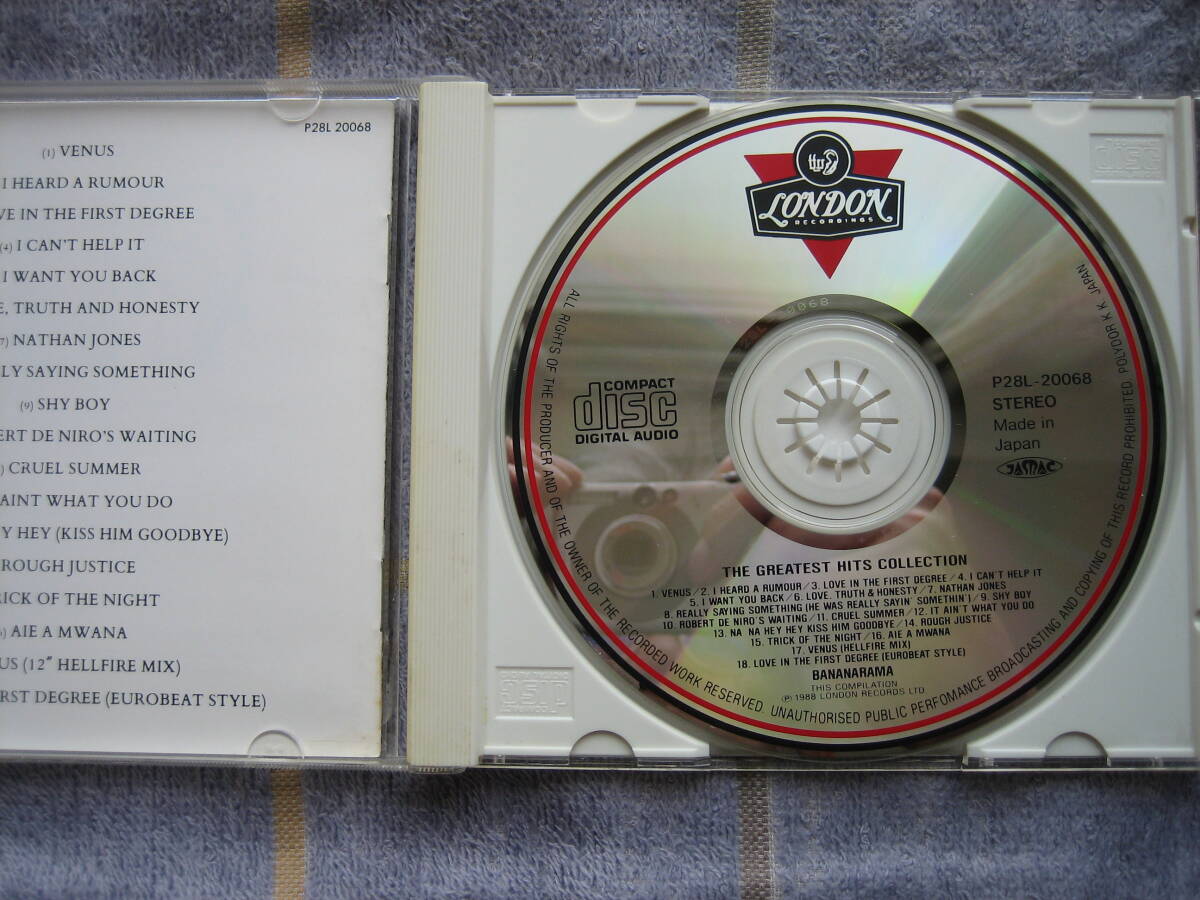 P28L 20068
(1) VENUS
I HEARD A RUMOUR
VE IN THE FIRST DEGREE
(4) I CAN'T HELP IT
I WANT YOU BACK
E, TRUTH AND HONESTY
7) NATHAN JONES
LLY SAYING SOMETHING
(9) SHY BOY
ERT DE NIRO'S WAITING
) CRUEL SUMMER
AINT WHAT YOU DO
Y HEY (KISS HIM GOODBYE)
ROUGH JUSTICE
RICK OF THE NIGHT
) AIE A MWANA
US (12" HELLFIRE MIX)
RST DEGREE (EUROBEAT STYLE)
LONDON
RECORDINGS
COMPACT
disc
DIGITAL AUDIO
P28L-20068
STEREO
Made in
Japan
JASRAC
THE GREATEST HITS COLLECTION
1. VENUS/2. I HEARD A RUMOUR/3. LOVE IN THE FIRST DEGREE/4. I CAN'T HELP IT
5. I WANT YOU BACK/6. LOVE, TRUTH & HONESTY/7. NATHAN JONES
8. REALLY SAYING SOMETHING (HE WAS REALLY SAYIN' SOMETHIN')/9. SHY BOY
10. ROBERT DE NIRO'S WAITING/11. CRUEL SUMMER/12. IT AIN'T WHAT YOU DO
13. NA NA HEY HEY KISS HIM GOODBYE/14. ROUGH JUSTICE
15. TRICK OF THE NIGHT/16. AIE A MWANA
17. VENUS (HELLFIRE MIX)
18. LOVE IN THE FIRST DEGREE (EUROBEAT STYLE)
BANANARAMA
THIS COMPILATION
℗ 1988 LONDON RECORDS LTD
ALL RIGHTS OF THE PRODUCER AND OF THE OWNER OF THE RECORDED WORK RESERVED. UNAUTHORISED PUBLIC PERFOMANCE BROADCASTING AND COPYING OF THIS RECORD PROHIBITED. POLYDOR K.K. JAPAN
disc